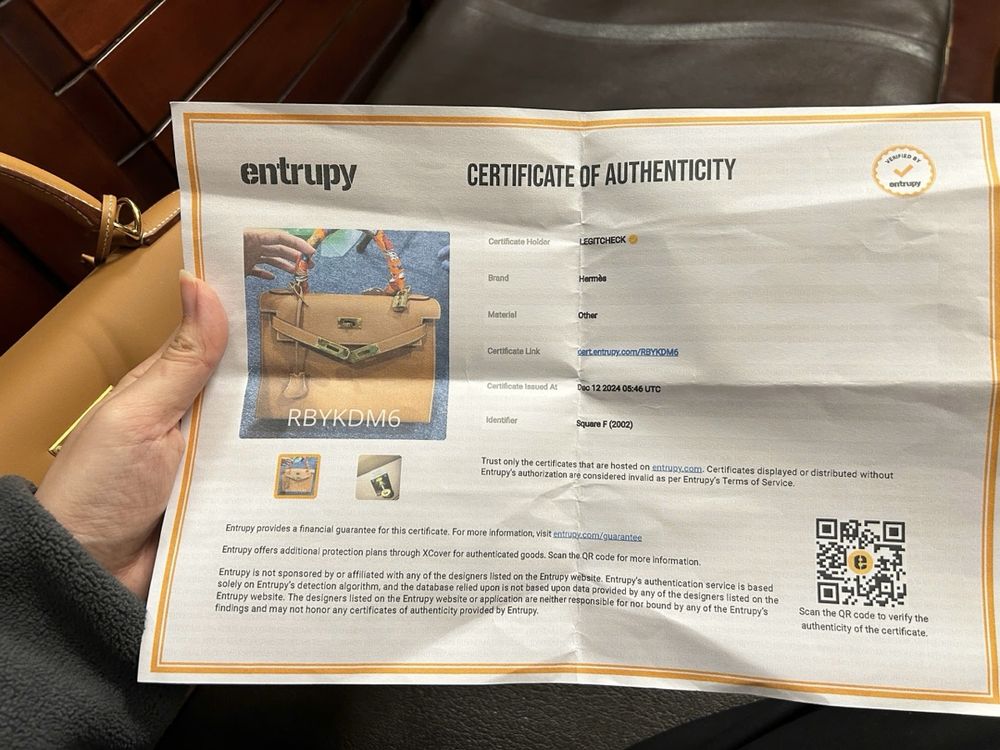 entrupy
CERTIFICATE OF AUTHENTICITY
VERIFIED BY
entrupy
RBYKDM6
Certificate Holder LEGITCHECK
Brand Hermès
Material Other
Certificate Link cert.entrupy.com/RBYKDM6
Certificate Issued At Dec 12 2024 05:46 UTC
Identifier Square F (2002)
Trust only the certificates that are hosted on entrupy.com. Certificates displayed or distributed without
Entrupy's authorization are considered invalid as per Entrupy's Terms of Service.
Entrupy provides a financial guarantee for this certificate. For more information, visit entrupy.com/guarantee
Entrupy offers additional protection plans through XCover for authenticated goods. Scan the QR code for more information.
Entrupy is not sponsored by or affiliated with any of the designers listed on the Entrupy website. Entrupy's authentication service is based
solely on Entrupy's detection algorithm, and the database relied upon is not based upon data provided by any of the designers listed on the
Entrupy website. The designers listed on the Entrupy website or application are neither responsible for nor bound by any of the Entrupy's
findings and may not honor any certificates of authenticity provided by Entrupy.
e
Scan the QR code to verify the
authenticity of the certificate.